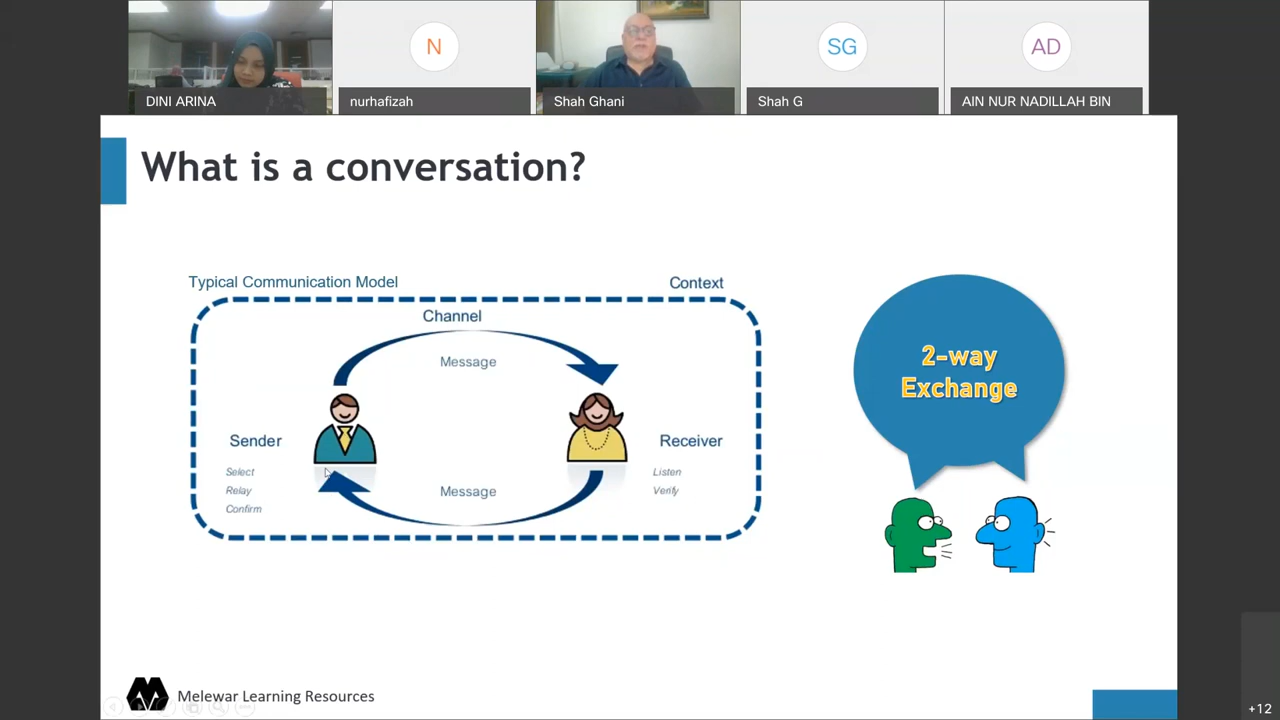 N
SG
AD
DINI ARINA
nurhafizah
Shah Ghani
Shah G
AIN NUR NADILLAH BIN
What is a conversation?
Typical Communication Model
Context
Channel
Message
Sender
Receiver
Select
Relay
Confirm
Listen
Verify
Message
2-way
Exchange
Melewar Learning Resources
+12